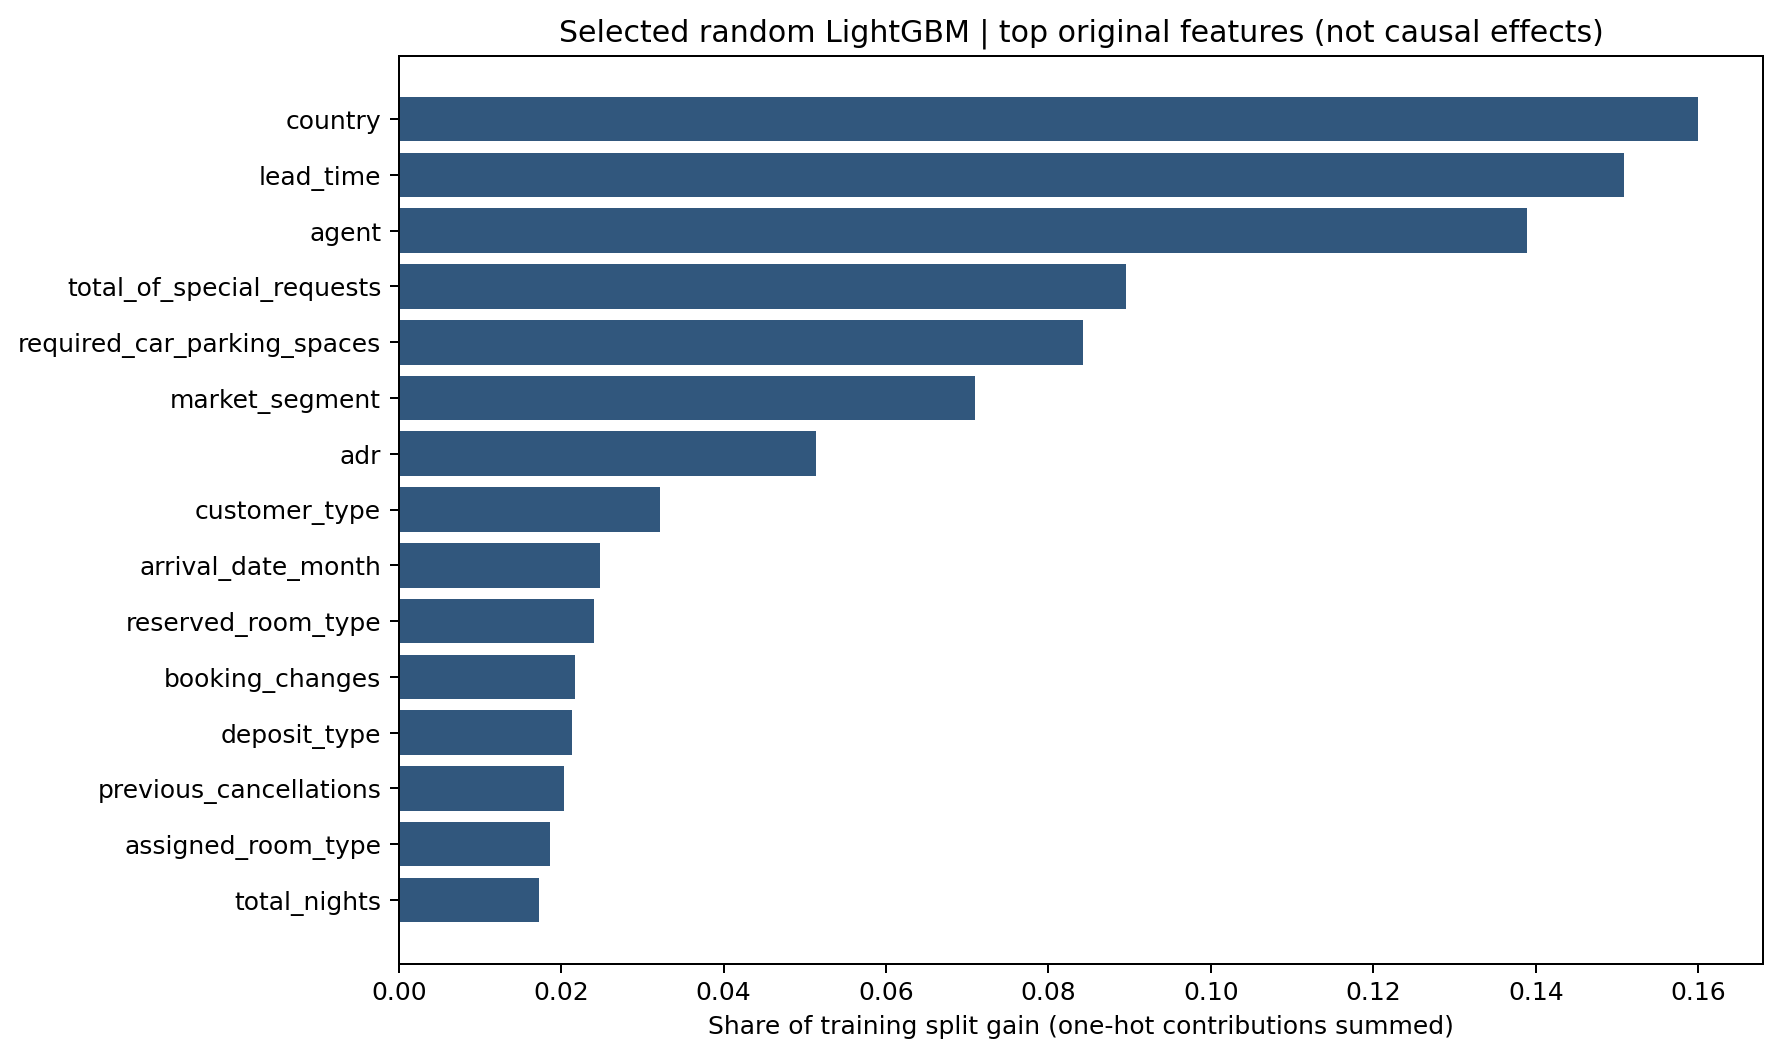 Selected random LightGBM | top original features (not causal effects)
country
lead_time
agent
total_of_special_requests
required_car_parking_spaces
market_segment
adr
customer_type
arrival_date_month
reserved_room_type
booking_changes
deposit_type
previous_cancellations
assigned_room_type
total_nights
0.00 0.02 0.04 0.06 0.08 0.10 0.12 0.14 0.16
Share of training split gain (one-hot contributions summed)